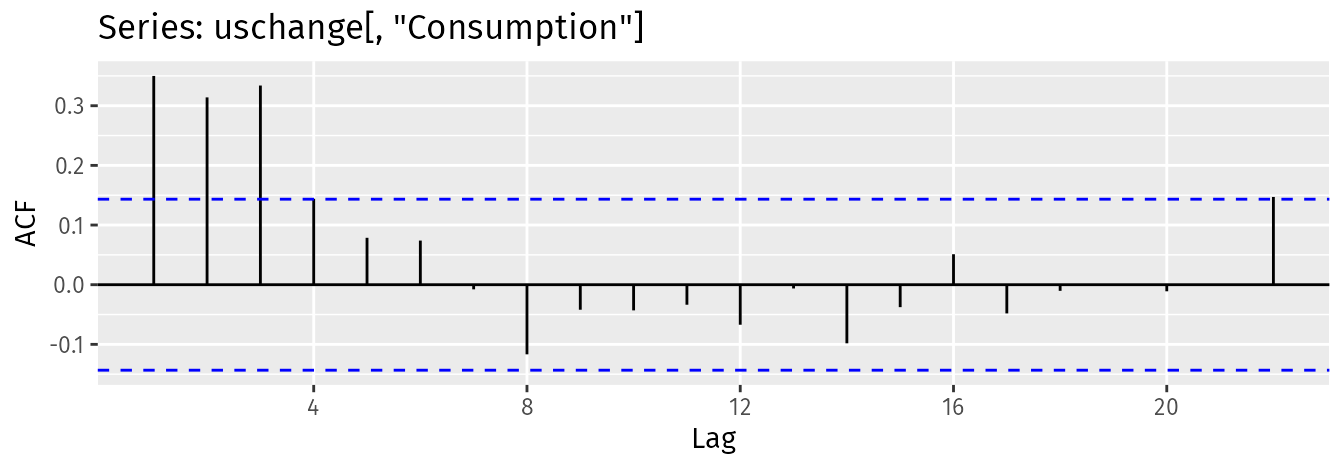 Series: uschange[, "Consumption"]
ACF
0.3
0.2
0.1
0.0
-0.1
4 8 12 16 20
Lag